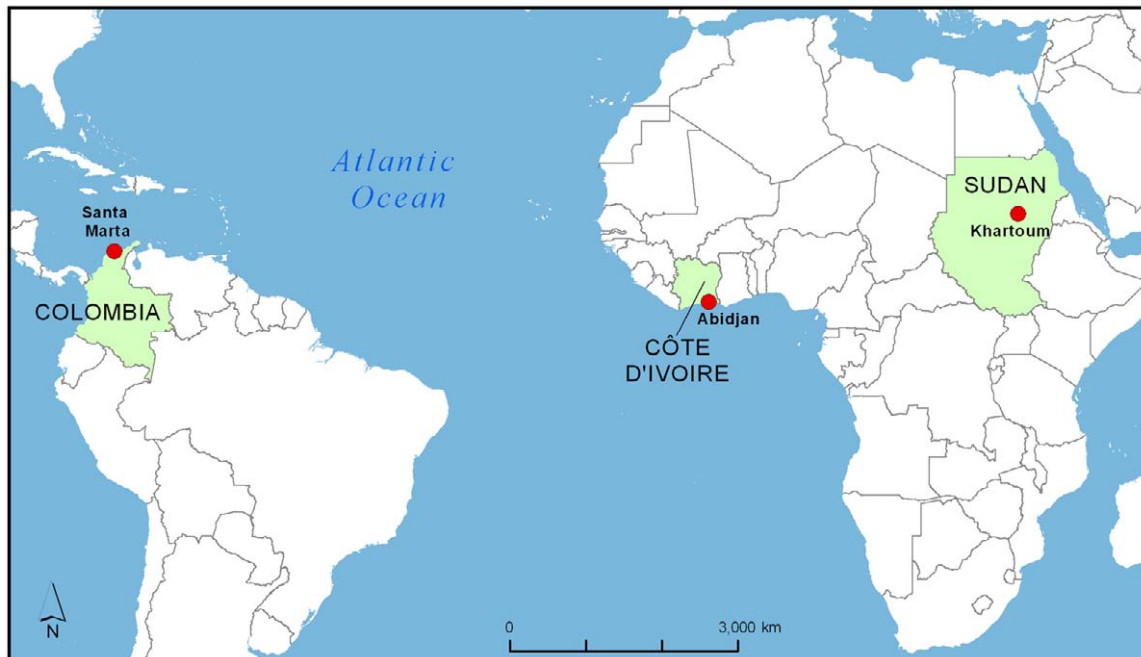 Atlantic
Ocean
SUDAN
Khartoum
Santa
Marta
COLOMBIA
Abidjan
CÔTE
D'IVOIRE
N
0
3,000 km